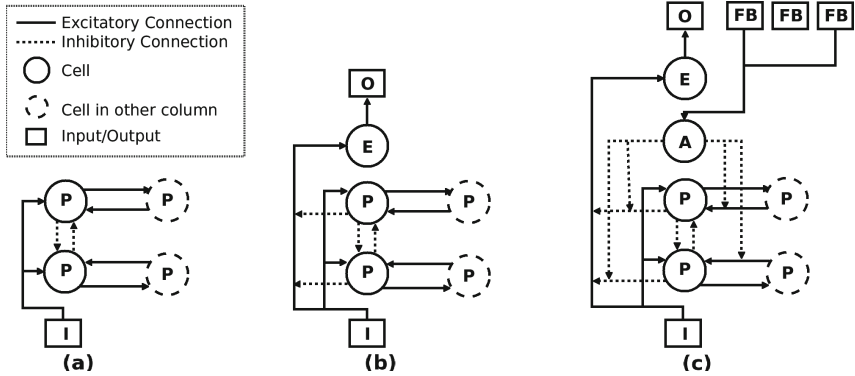 Excitatory Connection
Inhibitory Connection
Cell
Cell in other column
Input/Output
P
P
P
P
I
(a)
O
E
P
P
P
P
I
(b)
O
FB
FB
FB
E
A
P
P
P
P
I
(c)